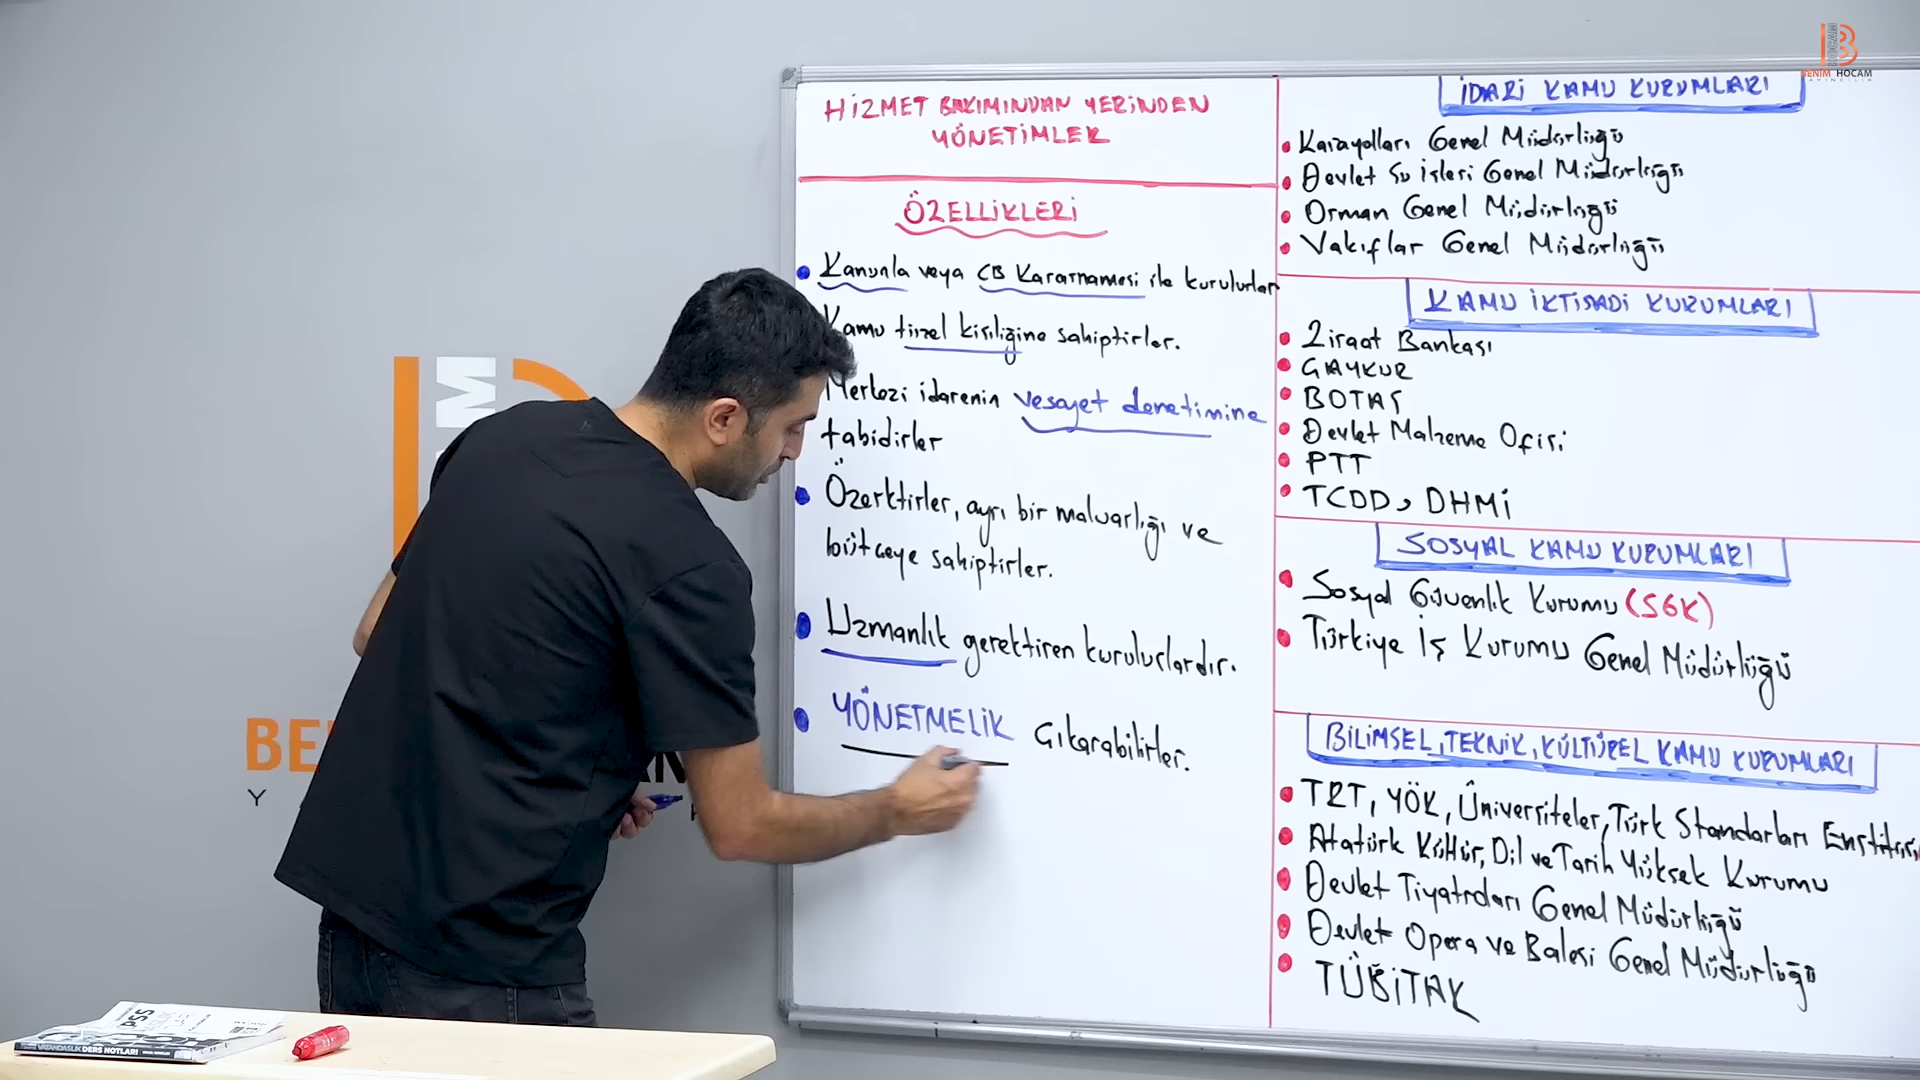 HİZMET BAKIMINDAN YERİNDEN
YÖNETİMLER
ÖZELLİKLERİ
Kanunla veya CB Kararnamesi ile kurulurlar
Kamu tüzel kişiliğine sahiptirler.
Merkezi idarenin vesayet denetimine
tabidirler
Özerktirler, ayrı bir malvarlığı ve
bütçeye sahiptirler.
Uzmanlık gerektiren kuruluşlardır.
YÖNETMELİK Çıkarabilirler.
İDARİ KAMU KURUMLARI
Karayolları Genel Müdürlüğü
Devlet Su İşleri Genel Müdürlüğü
Orman Genel Müdürlüğü
Vakıflar Genel Müdürlüğü
KAMU İKTİSADİ KURUMLARI
Ziraat Bankası
ÇAYKUR
BOTAŞ
Devlet Malzeme Ofisi
PTT
TCDD, DHMİ
SOSYAL KAMU KURUMLARI
Sosyal Güvenlik Kurumu (SGK)
Türkiye İş Kurumu Genel Müdürlüğü
BİLİMSEL, TEKNİK, KÜLTÜREL KAMU KURUMLARI
TRT, YÖK, Üniversiteler, Türk Standartları Enstitüsü
Atatürk Kültür, Dil ve Tarih Yüksek Kurumu
Devlet Tiyatroları Genel Müdürlüğü
Devlet Opera ve Balesi Genel Müdürlüğü
TÜBİTAK
BENİM HOCAM
YAYINCILIK
VATANDAŞLIK DERS NOTLARI